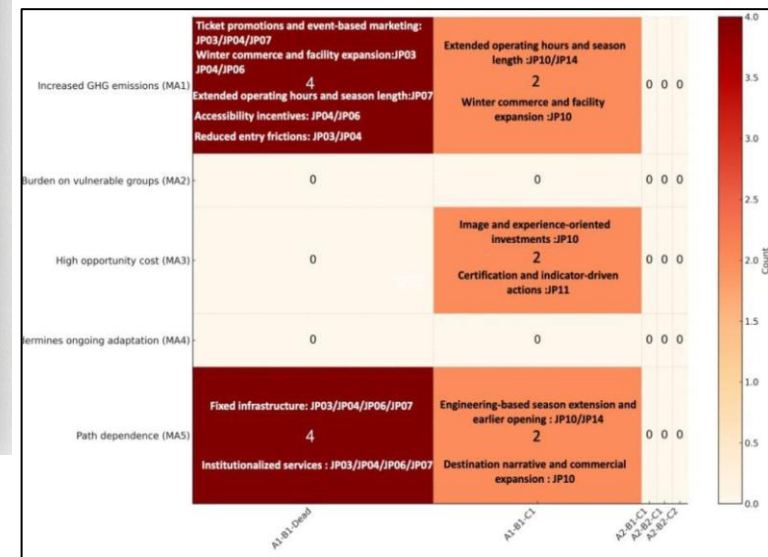 Ticket promotions and event-based marketing:
JP03/JP04/JP07
Winter commerce and facility expansion:JP03
JP04/JP06
4
Extended operating hours and season length:JP07
Accessibility incentives: JP04/JP06
Reduced entry frictions: JP03/JP04
Extended operating hours and season
length :JP10/JP14
2
Winter commerce and facility
expansion :JP10
Increased GHG emissions (MA1)
0 0 0
Burden on vulnerable groups (MA2)
0
0
0 0 0
High opportunity cost (MA3)
0
Image and experience-oriented
investments :JP10
2
Certification and indicator-driven
actions :JP11
0 0 0
dermines ongoing adaptation (MA4)
0
0
0 0 0
Path dependence (MA5)
Fixed infrastructure: JP03/JP04/JP06/JP07
4
Institutionalized services : JP03/JP04/JP06/JP07
Engineering-based season extension and
earlier opening : JP10/JP14
2
Destination narrative and commercial
expansion : JP10
0 0 0
A1-B1-Dead
A1-B1-C1
A2-B1-C1
A2-B2-C1
A2-B2-C2
4.0
3.5
3.0
2.5
2.0
1.5
1.0
0.5
0.0
Count